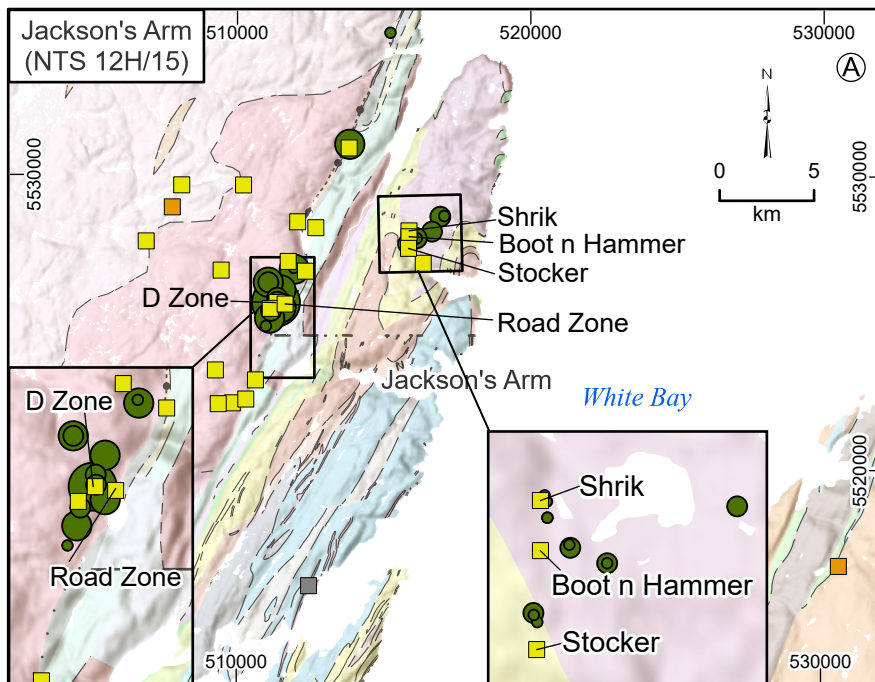 Jackson's Arm
(NTS 12H/15)
510000
520000
530000
A
N
5530000
5530000
0
5
km
Shrik
Boot n Hammer
Stocker
D Zone
Road Zone
Jackson's Arm
White Bay
D Zone
Road Zone
Shrik
Boot n Hammer
Stocker
5520000
510000
530000